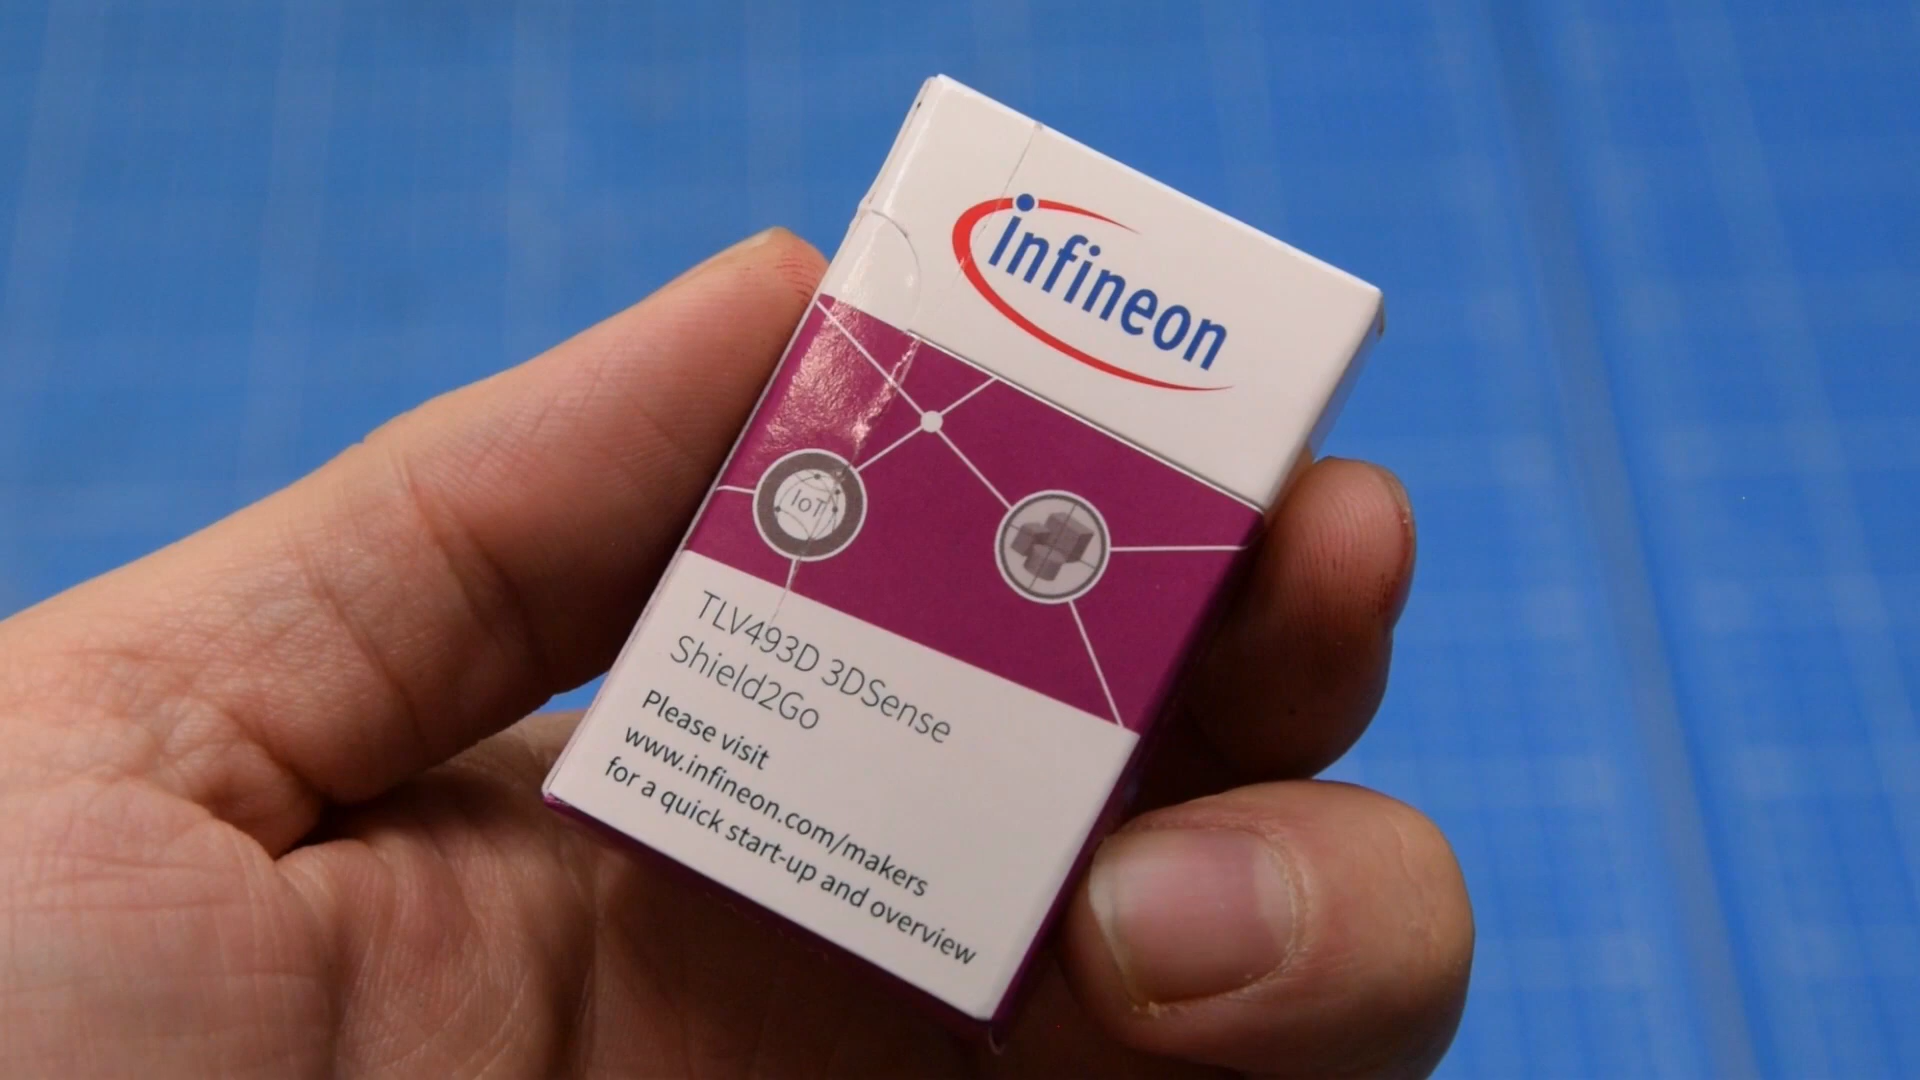 infineon
IoT
TLV493D 3DSense
Shield2Go
Please visit
www.infineon.com/makers
for a quick start-up and overview